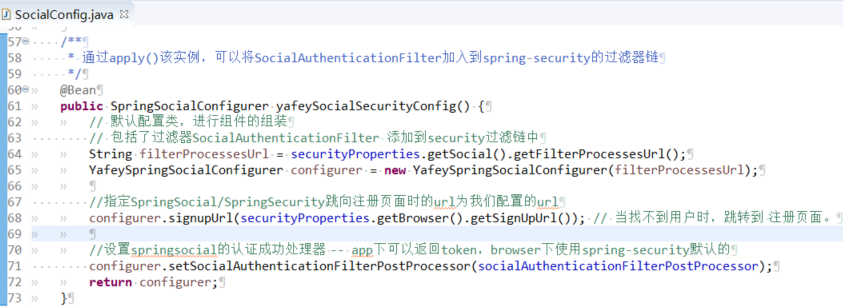 SocialConfig.java
57 /**
58 * 通过apply()该实例，可以将SocialAuthenticationFilter加入到spring-security的过滤器链
59 */
60 @Bean
61 public SpringSocialConfigurer yafeySocialSecurityConfig() {
62 // 默认配置类，进行组件的组装
63 // 包括了过滤器SocialAuthenticationFilter 添加到security过滤链中
64 String filterProcessesUrl = securityProperties.getSocial().getFilterProcessesUrl();
65 YafeySpringSocialConfigurer configurer = new YafeySpringSocialConfigurer(filterProcessesUrl);
66
67 //指定SpringSocial/SpringSecurity跳向注册页面时的url为我们配置的url
68 configurer.signupUrl(securityProperties.getBrowser().getSignUpUrl()); // 当找不到用户时，跳转到 注册页面。
69
70 //设置springsocial的认证成功处理器 -- app下可以返回token，browser下使用spring-security默认的
71 configurer.setSocialAuthenticationFilterPostProcessor(socialAuthenticationFilterPostProcessor);
72 return configurer;
73 }